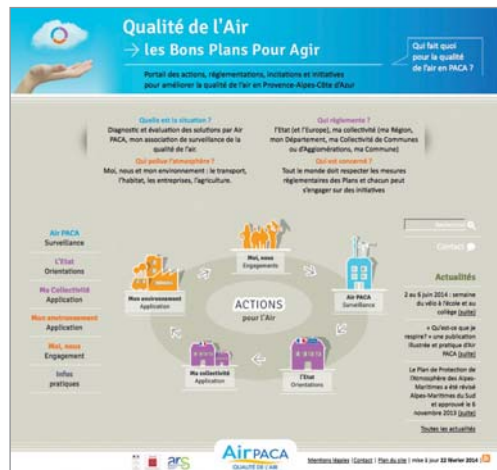 Qualité de l'Air
→ les Bons Plans Pour Agir
Portail des actions, réglementations, incitations et initiatives
pour améliorer la qualité de l'air en Provence-Alpes-Côte d'Azur
Qui fait quoi
pour la qualité
de l'air en PACA ?
Quelle est la situation ?
Diagnostic et évaluation des solutions par Air
PACA, mon association de surveillance de la
qualité de l'air.
Qui pollue l'atmosphère ?
Moi, nous et mon environnement : le transport,
l'habitat, les entreprises, l'agriculture.
Qui réglemente ?
l'Etat (et l'Europe), ma collectivité (ma Région,
mon Département, ma Collectivité de Communes
ou d'Agglomérations, ma Commune)
Qui est concerné ?
Tout le monde doit respecter les mesures
réglementaires des Plans et chacun peut
s'engager sur des initiatives
Air PACA
Surveillance
L'Etat
Orientations
Ma Collectivité
Application
Mon environnement
Application
Moi, nous
Engagement
Infos
pratiques
Moi, nous
Engagements
Mon environnement
Application
Air PACA
Surveillance
ACTIONS
pour l'Air
Ma collectivité
Application
l'Etat
Orientations
Contact
Actualités
2 au 6 juin 2014 : semaine
du vélo à l'école et au
collège (suite)
« Qu'est-ce que je
respire? » une publication
illustrée et pratique d'Air
PACA (suite)
Le Plan de Protection de
l'Atmosphère des Alpes-
Maritimes a été révisé
Alpes-Maritimes du Sud
et approuvé le 6
novembre 2013 (suite)
Toutes les actualités
ars
AirPACA
QUALITÉ DE L'AIR
Mentions légales | Contact | Plan du site | mise à jour 22 février 2014 |